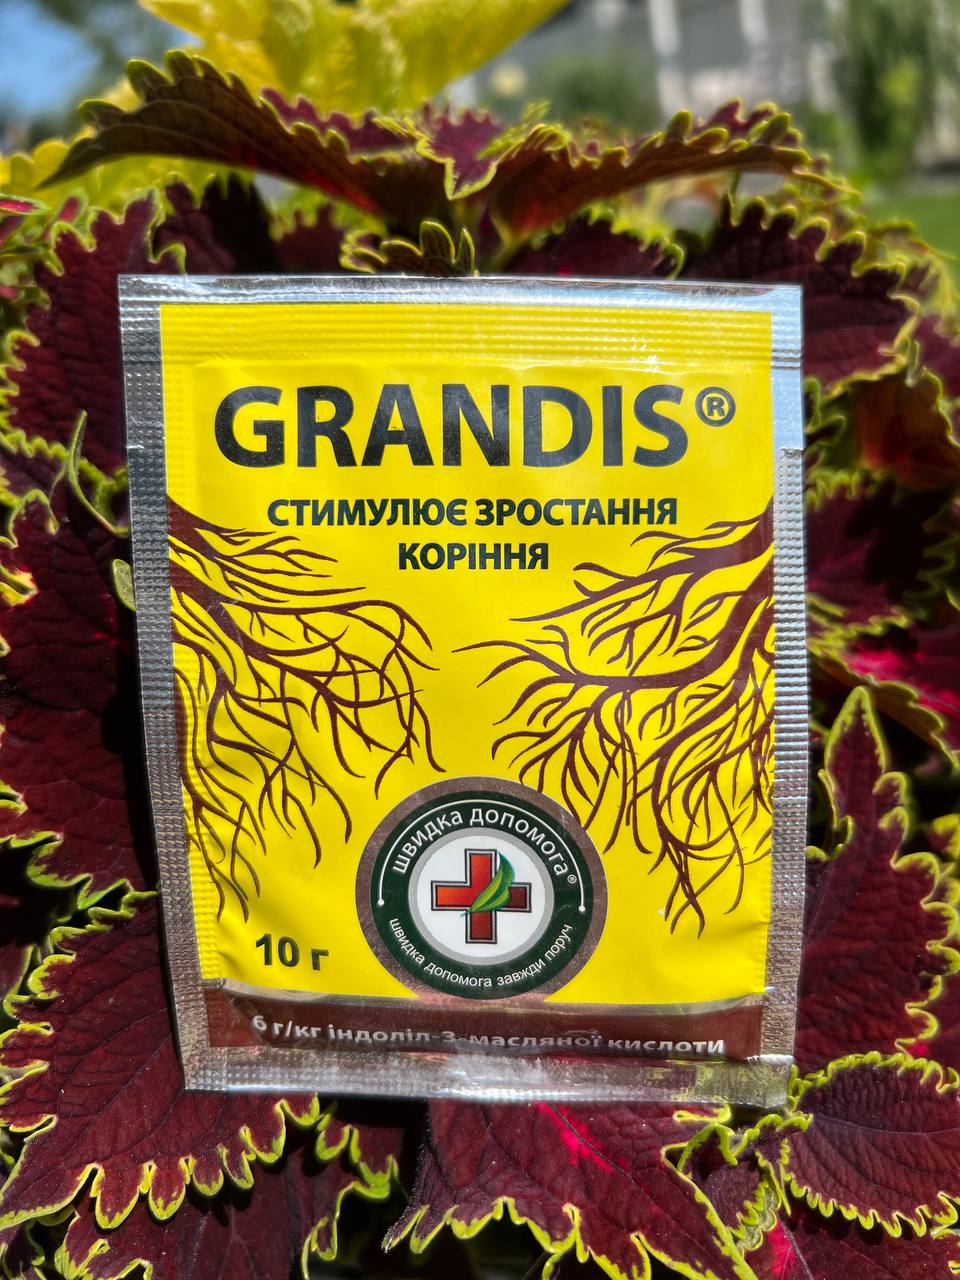 GRANDIS®
СТИМУЛЮЄ ЗРОСТАННЯ
КОРІННЯ
швидка допомога®
швидка допомога завжди поруч
10 г
6 г/кг індоліл-3-масляної кислоти